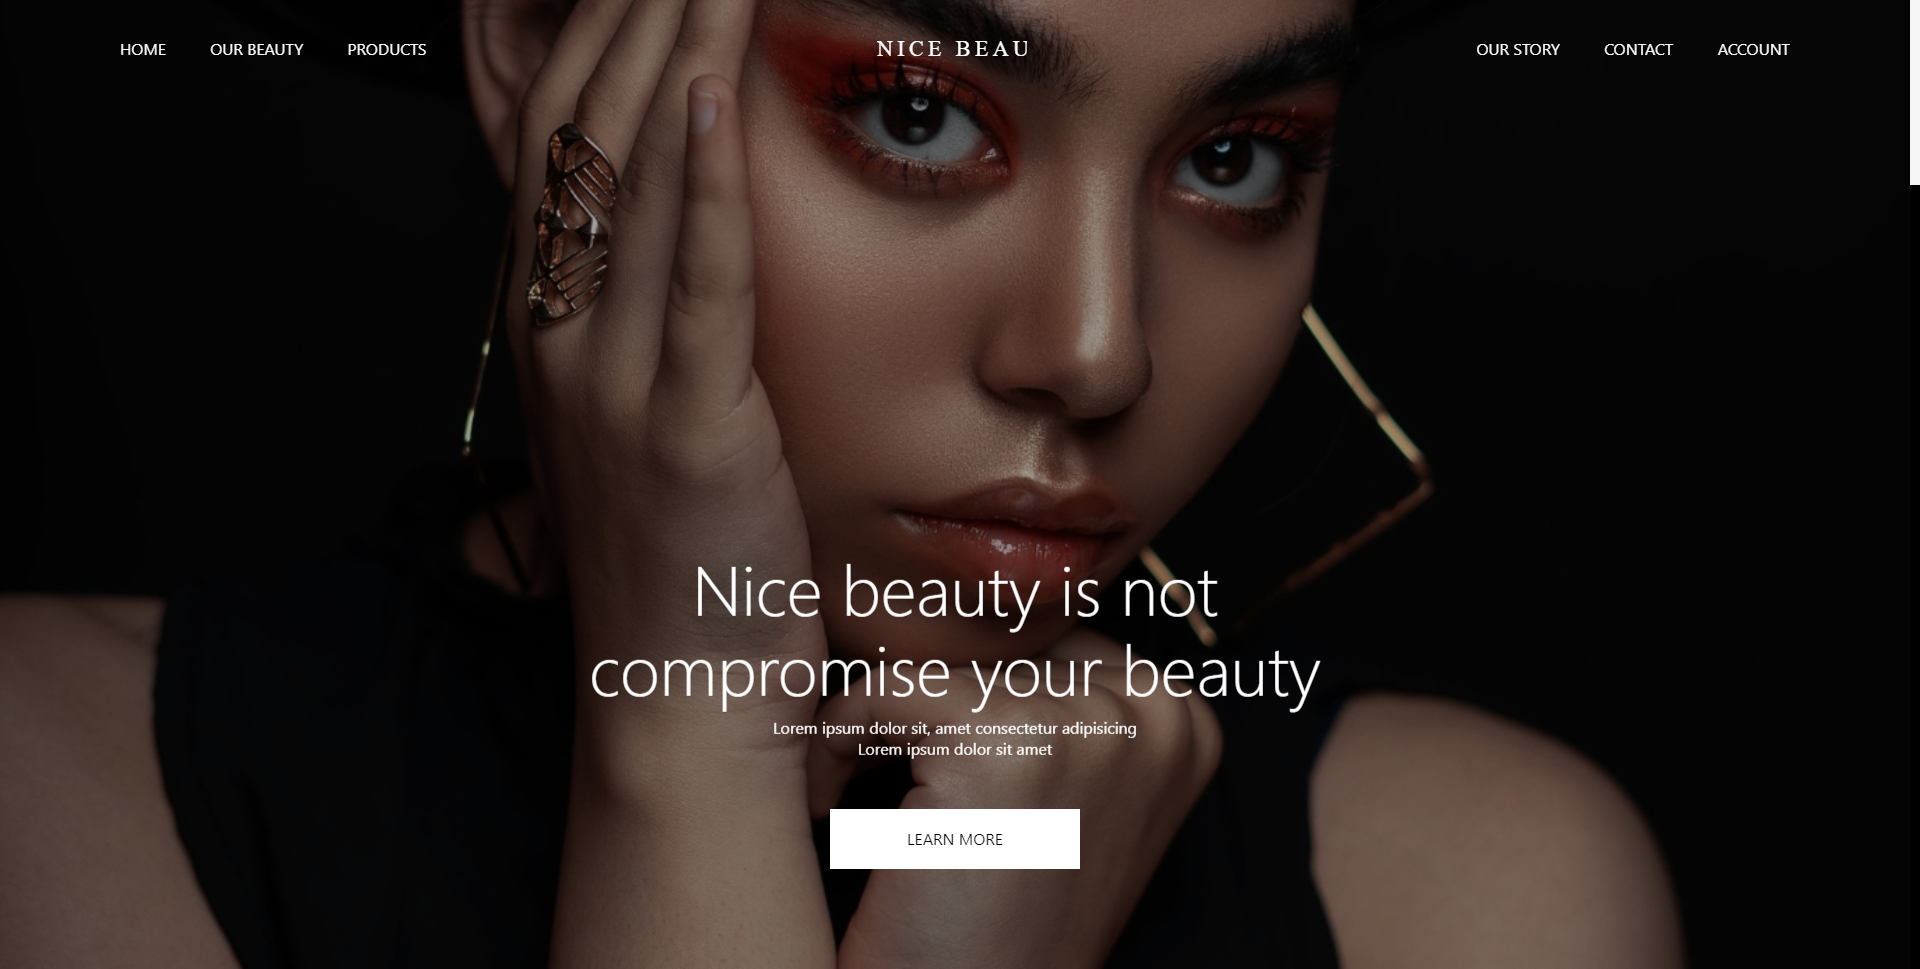 HOME OUR BEAUTY PRODUCTS NICE BEAU OUR STORY CONTACT ACCOUNT
Nice beauty is not
compromise your beauty
Lorem ipsum dolor sit, amet consectetur adipisicing
Lorem ipsum dolor sit amet
LEARN MORE